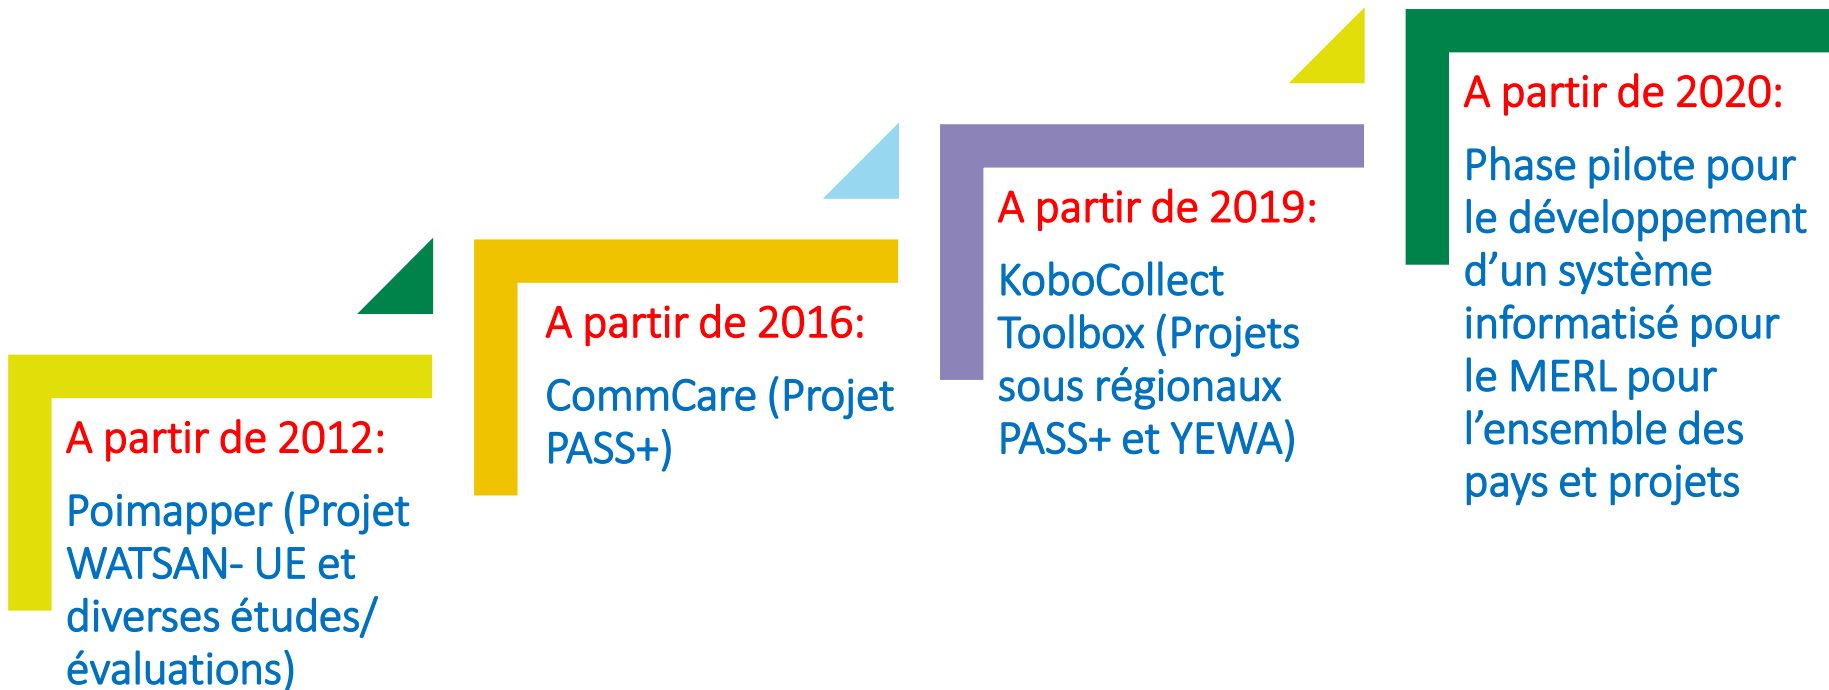 A partir de 2012:
Poimapper (Projet
WATSAN- UE et
diverses études/
évaluations)
A partir de 2016:
CommCare (Projet
PASS+)
A partir de 2019:
KoboCollect
Toolbox (Projets
sous régionaux
PASS+ et YEWA)
A partir de 2020:
Phase pilote pour
le développement
d’un système
informatisé pour
le MERL pour
l’ensemble des
pays et projets